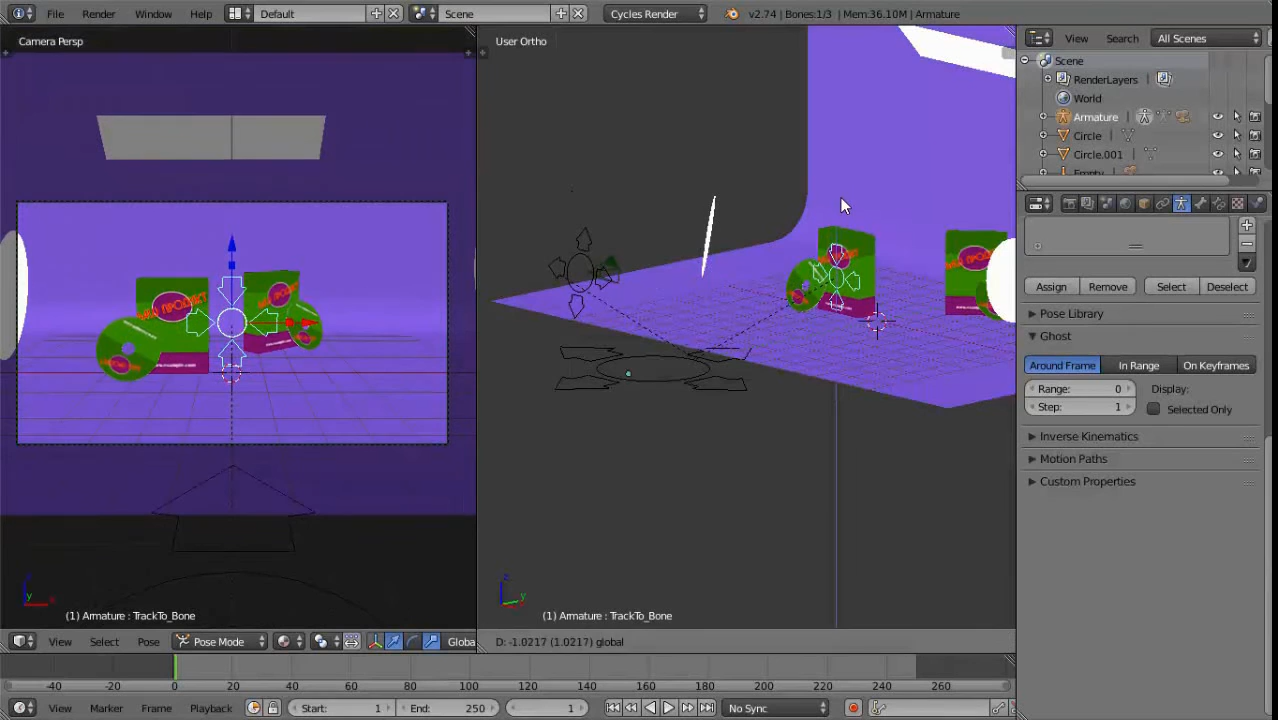 File Render Window Help Default Scene Cycles Render v2.74 | Bones:1/3 | Mem:36.10M | Armature
Camera Persp
User Ortho
View Search All Scenes
Scene
RenderLayers
World
Armature
Circle
Circle.001
Empty
Assign Remove Select Deselect
Pose Library
Ghost
Around Frame In Range On Keyframes
Range: 0 Display:
Step: 1 Selected Only
Inverse Kinematics
Motion Paths
Custom Properties
(1) Armature : TrackTo_Bone
(1) Armature : TrackTo_Bone
View Select Pose Pose Mode Globa
D: -1.0217 (1.0217) global
-40 -20 0 20 40 60 80 100 120 140 160 180 200 220 240 260
View Marker Frame Playback Start: 1 End: 250 1 No Sync